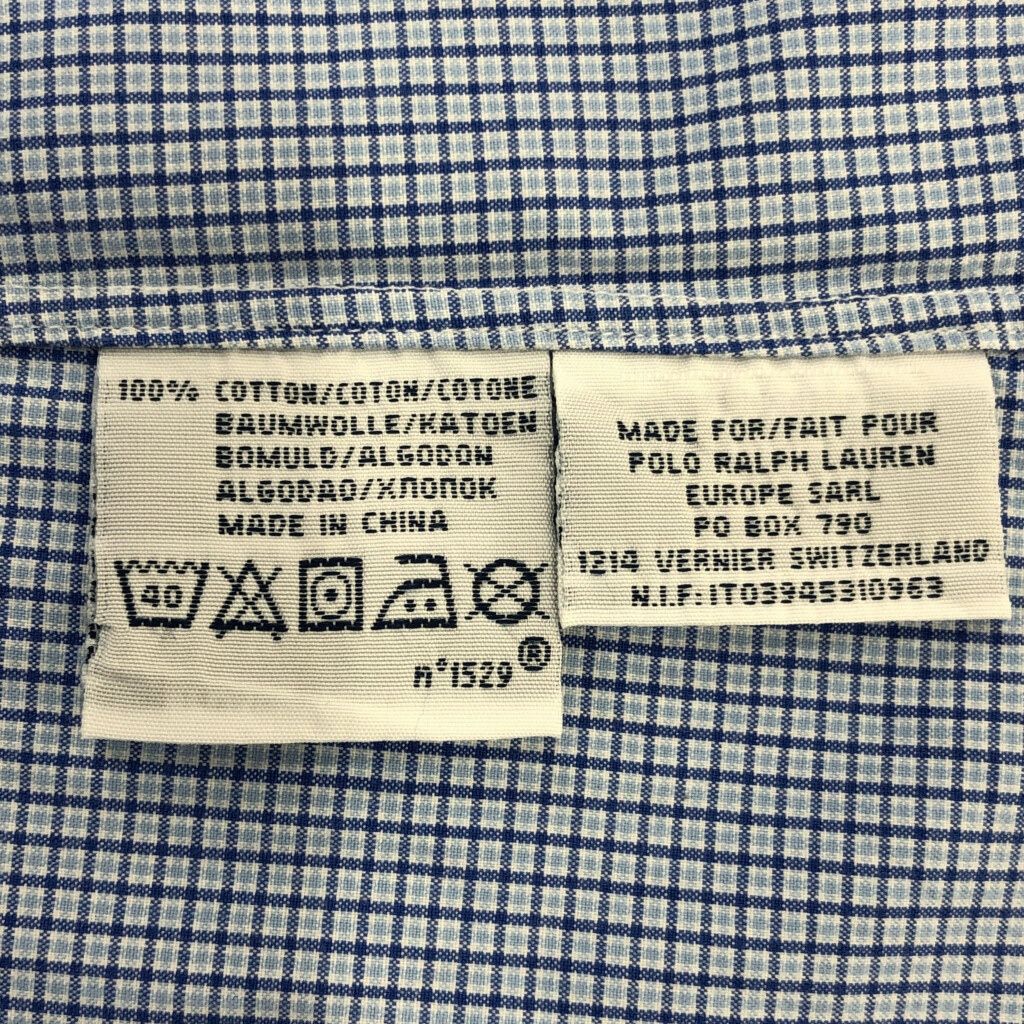 100% COTTON/COTON/COTONE
BAUMWOLLE/KATOEN
BOMULD/ALGODON
ALGODAO/ХЛОПОК
MADE IN CHINA
40
n°1529®
MADE FOR/FAIT POUR
POLO RALPH LAUREN
EUROPE SARL
PO BOX 790
1214 VERNIER SWITZERLAND
N.I.F:IT03945310963